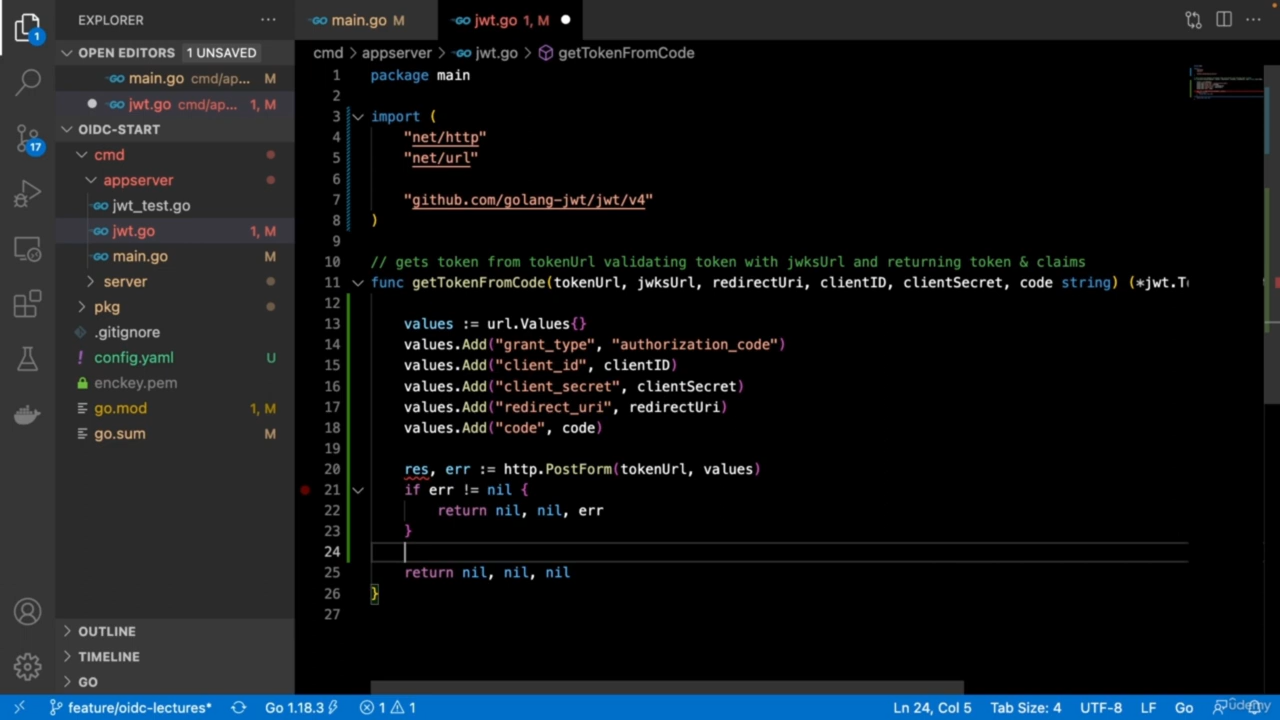 EXPLORER
main.go M
jwt.go 1, M
OPEN EDITORS 1 UNSAVED
main.go cmd/ap... M
jwt.go cmd/ap... 1, M
OIDC-START
cmd
appserver
jwt_test.go
jwt.go 1, M
main.go M
server
pkg
.gitignore
config.yaml U
enckey.pem
go.mod 1, M
go.sum M
OUTLINE
TIMELINE
GO
1
17
cmd > appserver > jwt.go > getTokenFromCode
1 package main
2
3 import (
4 "net/http"
5 "net/url"
6
7 "github.com/golang-jwt/jwt/v4"
8 )
9
10 // gets token from tokenUrl validating token with jwksUrl and returning token & claims
11 func getTokenFromCode(tokenUrl, jwksUrl, redirectUri, clientID, clientSecret, code string) (*jwt.T
12
13 values := url.Values{}
14 values.Add("grant_type", "authorization_code")
15 values.Add("client_id", clientID)
16 values.Add("client_secret", clientSecret)
17 values.Add("redirect_uri", redirectUri)
18 values.Add("code", code)
19
20 res, err := http.PostForm(tokenUrl, values)
21 if err != nil {
22 return nil, nil, err
23 }
24
25 return nil, nil, nil
26 }
27
feature/oidc-lectures* Go 1.18.3 1 1 Ln 24, Col 5 Tab Size: 4 UTF-8 LF Go
ûdemy